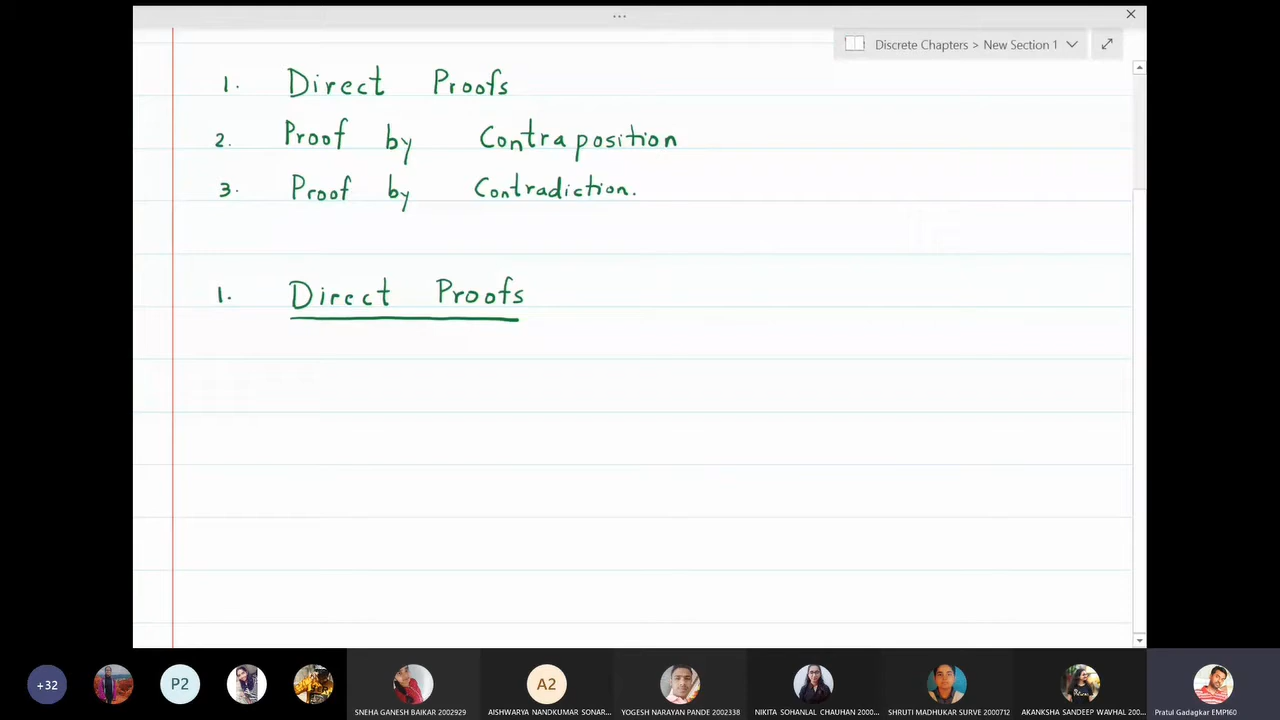 Discrete Chapters > New Section 1
1. Direct Proofs
2. Proof by Contraposition
3. Proof by Contradiction.
1. Direct Proofs
+32
P2
A2
SNEHA GANESH BAIKAR 2002929
AISHWARYA NANDKUMAR SONAR...
YOGESH NARAYAN PANDE 2002338
NIKITA SOHANLAL CHAUHAN 2000...
SHRUTI MADHUKAR SURVE 2000712
AKANKSHA SANDEEP WAVHAL 200...
Pratul Gadagkar EMP160